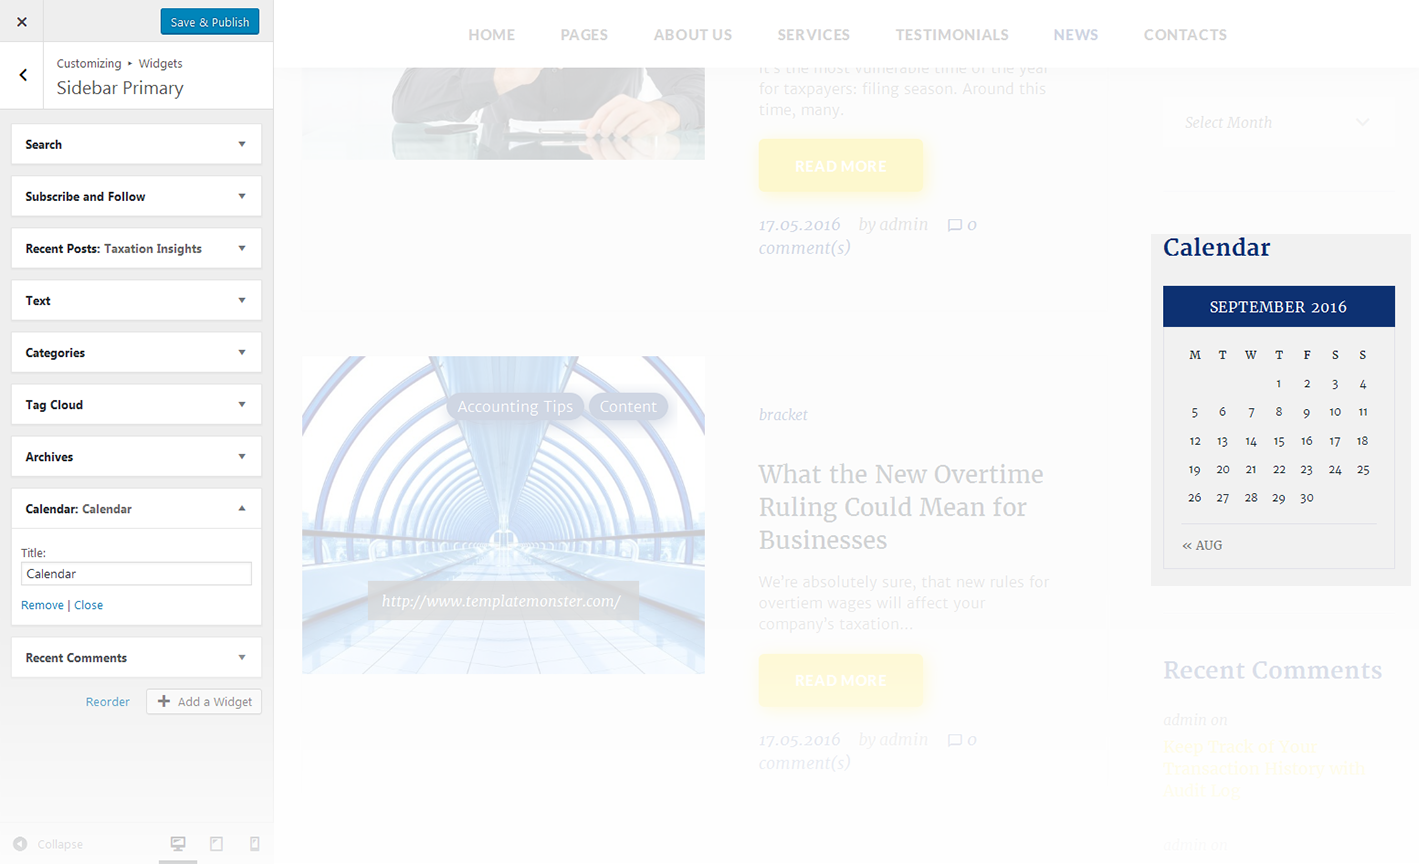 Save & Publish
Customizing ▸ Widgets
Sidebar Primary
Search
Subscribe and Follow
Recent Posts: Taxation Insights
Text
Categories
Tag Cloud
Archives
Calendar: Calendar
Title:
Calendar
Remove | Close
Recent Comments
Reorder
Add a Widget
Collapse
HOME PAGES ABOUT US SERVICES TESTIMONIALS NEWS CONTACTS
It's the most vulnerable time of the year
for taxpayers: filing season. Around this
time, many.
READ MORE
17.05.2016 by admin 0
comment(s)
Accounting Tips Content
http://www.templatemonster.com/
bracket
What the New Overtime
Ruling Could Mean for
Businesses
We're absolutely sure, that new rules for
overtiem wages will affect your
company's taxation...
READ MORE
17.05.2016 by admin 0
comment(s)
Select Month
Calendar
SEPTEMBER 2016
M T W T F S S
1 2 3 4
5 6 7 8 9 10 11
12 13 14 15 16 17 18
19 20 21 22 23 24 25
26 27 28 29 30
« AUG
Recent Comments
admin on
Keep Track of Your
Transaction History with
Audit Log
admin on